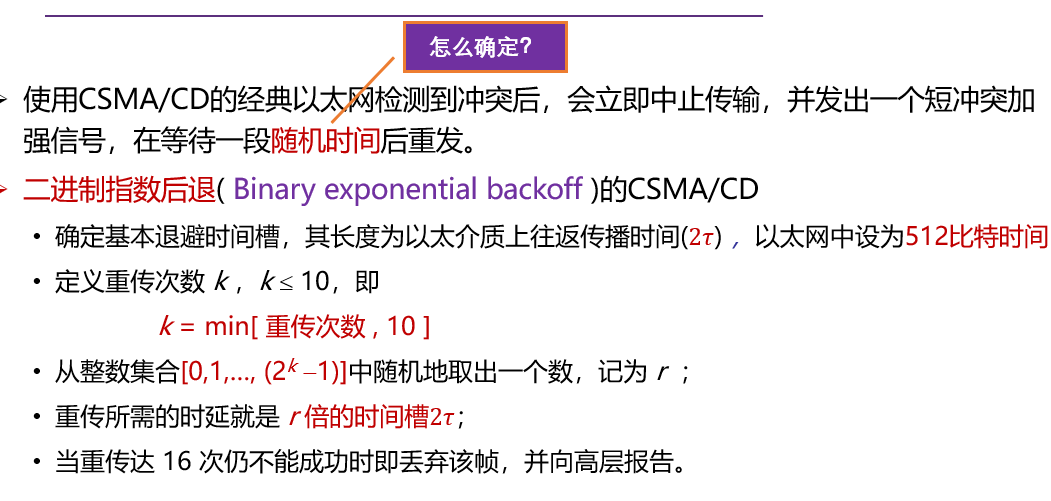 怎么确定?
使用CSMA/CD的经典以太网检测到冲突后，会立即中止传输，并发出一个短冲突加
强信号，在等待一段随机时间后重发。
二进制指数后退( Binary exponential backoff )的CSMA/CD
• 确定基本退避时间槽，其长度为以太介质上往返传播时间(2τ) ，以太网中设为512比特时间
• 定义重传次数 k ，k ≤ 10，即
k = min[ 重传次数 , 10 ]
• 从整数集合[0,1,..., (2ᵏ –1)]中随机地取出一个数，记为 r ；
• 重传所需的时延就是 r 倍的时间槽2τ；
• 当重传达 16 次仍不能成功时即丢弃该帧，并向高层报告。